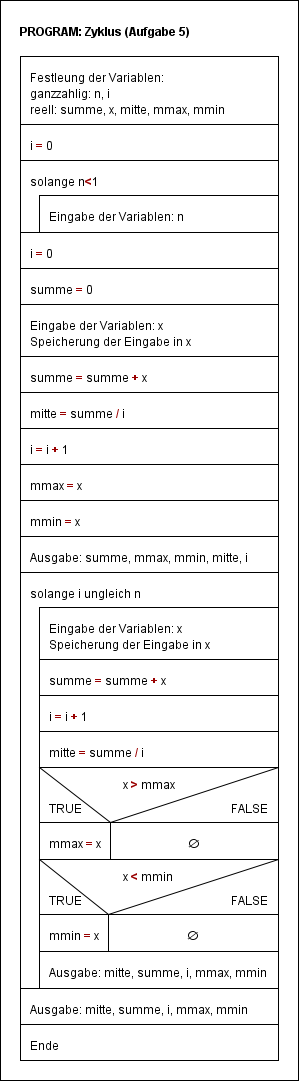 PROGRAM: Zyklus (Aufgabe 5)
Festleung der Variablen:
ganzzahlig: n, i
reell: summe, x, mitte, mmax, mmin
i = 0
solange n<1
Eingabe der Variablen: n
i = 0
summe = 0
Eingabe der Variablen: x
Speicherung der Eingabe in x
summe = summe + x
mitte = summe / i
i = i + 1
mmax = x
mmin = x
Ausgabe: summe, mmax, mmin, mitte, i
solange i ungleich n
Eingabe der Variablen: x
Speicherung der Eingabe in x
summe = summe + x
i = i + 1
mitte = summe / i
x > mmax
TRUE FALSE
mmax = x ∅
x < mmin
TRUE FALSE
mmin = x ∅
Ausgabe: mitte, summe, i, mmax, mmin
Ausgabe: mitte, summe, i, mmax, mmin
Ende